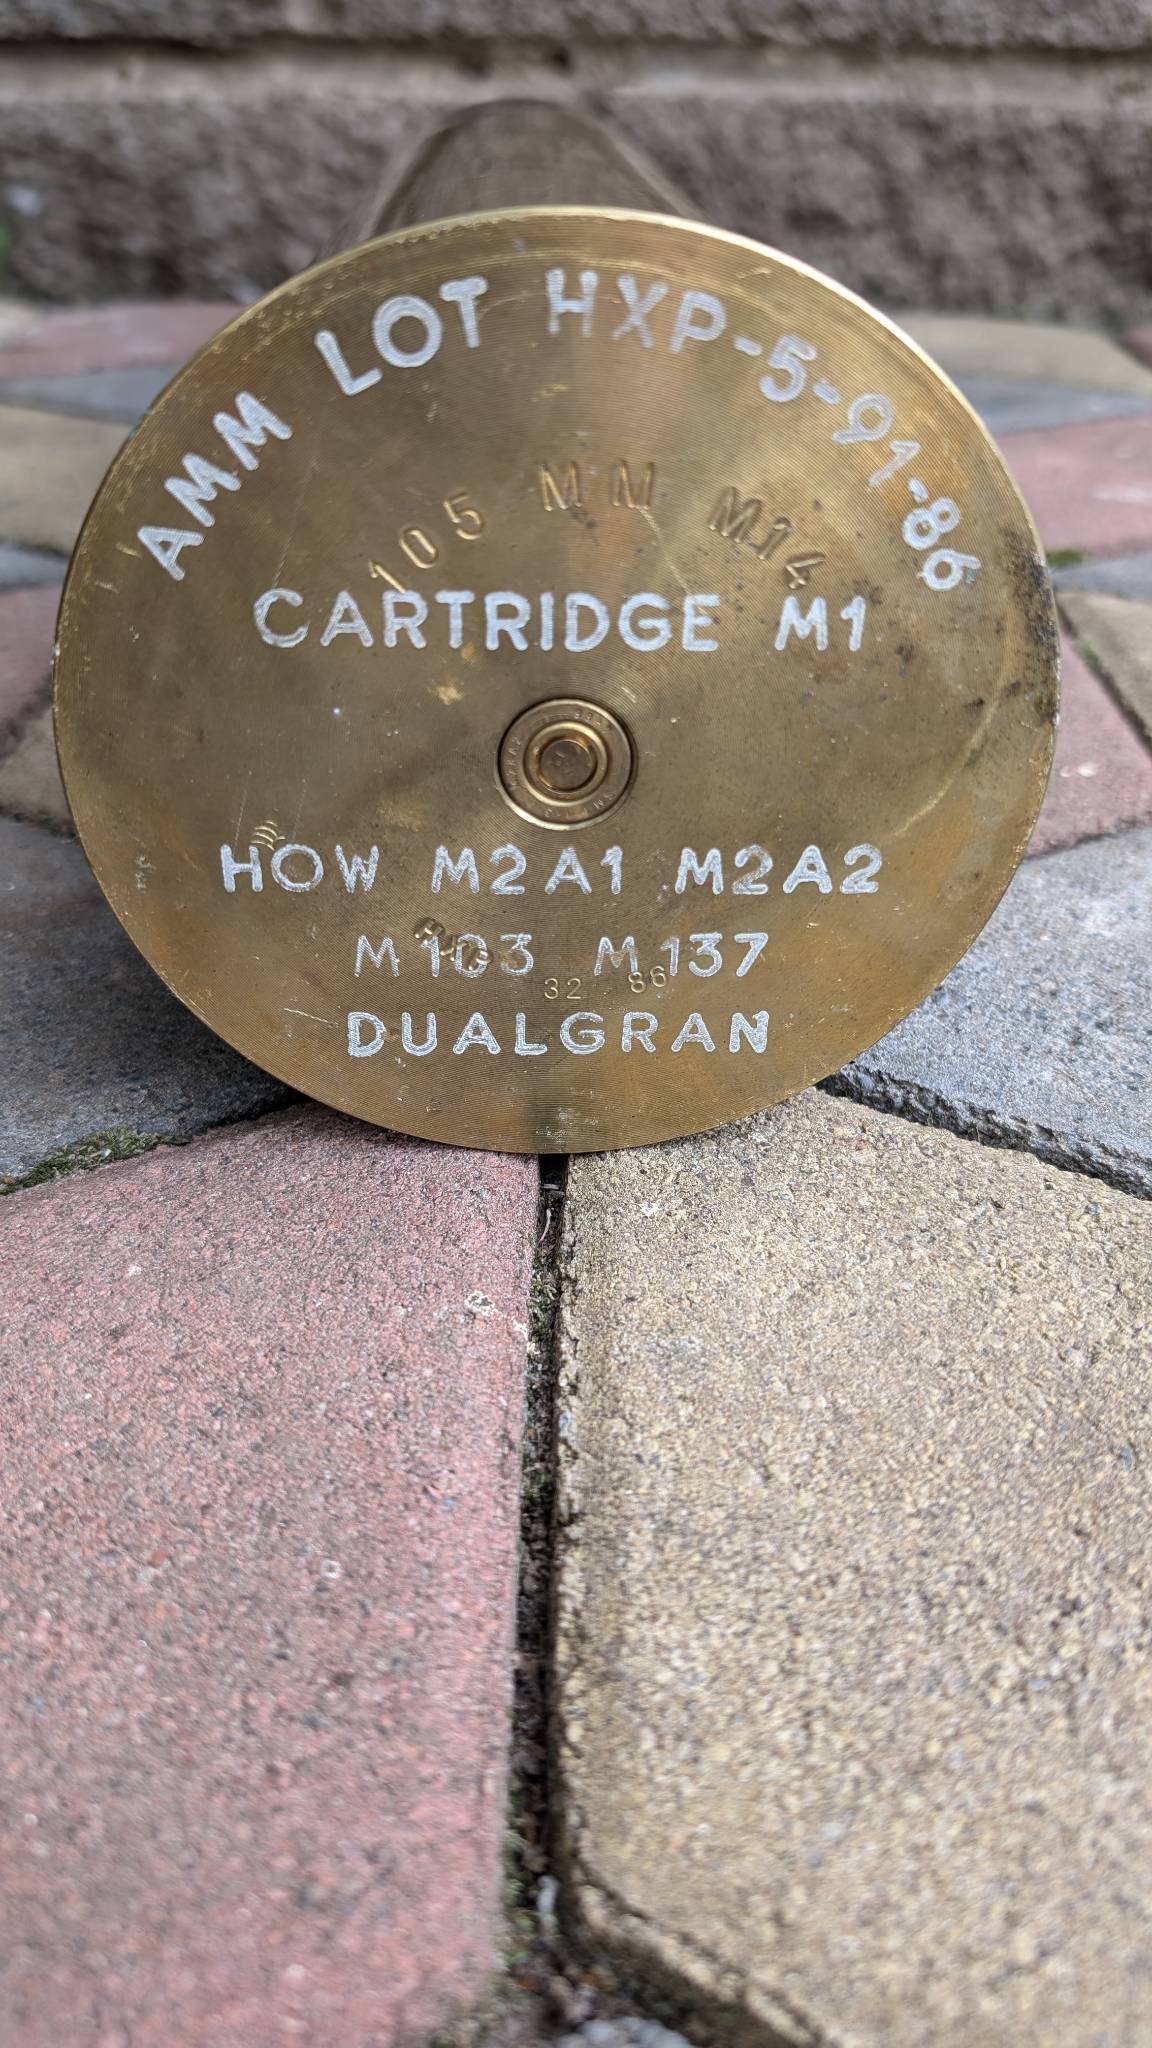 AMM LOT HXP-5-91-86
105 MM M14
CARTRIDGE M1
HOW M2A1 M2A2
M103 M137
HXP 32 86
DUALGRAN